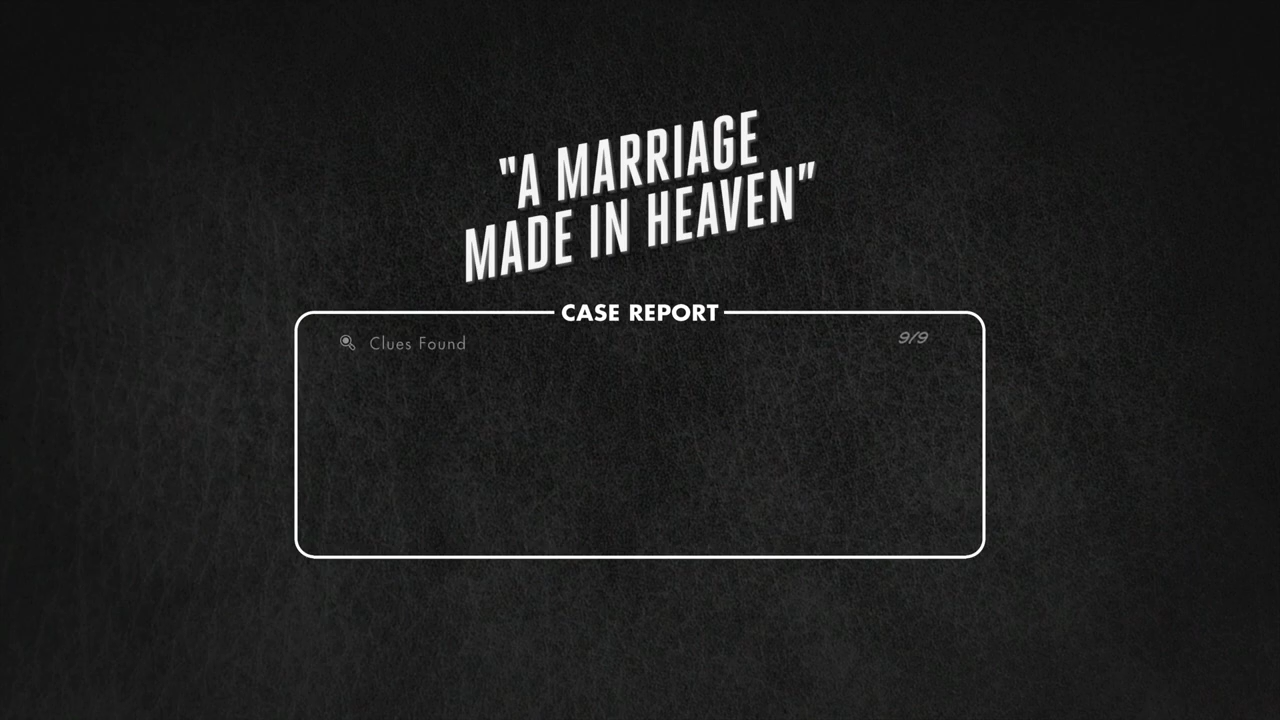 "A MARRIAGE
MADE IN HEAVEN"
CASE REPORT
Clues Found 9/9